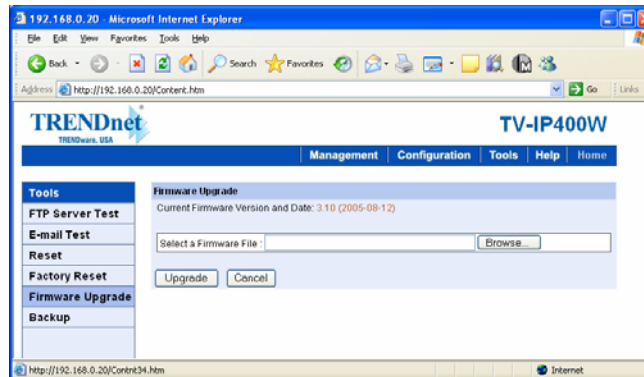 192.168.0.20 - Microsoft Internet Explorer
File Edit View Favorites Tools Help
Back Search Favorites
Address http://192.168.0.20/Content.htm Go Links
TRENDnet
TRENDware, USA
TV-IP400W
Management Configuration Tools Help Home
Tools
FTP Server Test
E-mail Test
Reset
Factory Reset
Firmware Upgrade
Backup
Firmware Upgrade
Current Firmware Version and Date: 3.10 (2005-08-12)
Select a Firmware File : Browse...
Upgrade Cancel
http://192.168.0.20/Contnt34.htm Internet